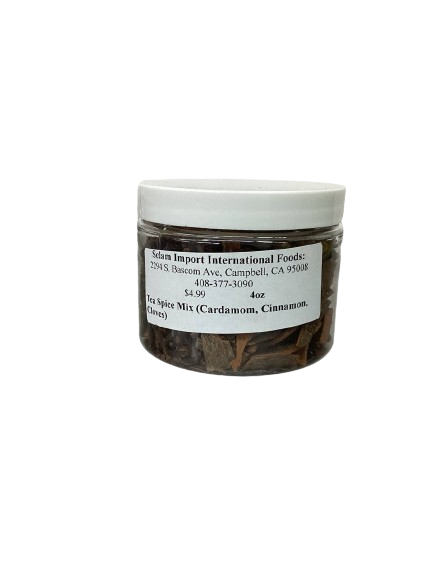 Selam Import International Foods:
2294 S. Bascom Ave, Campbell, CA 95008
408-377-3090
$4.99 4oz
Tea Spice Mix (Cardamom, Cinnamon,
Cloves)